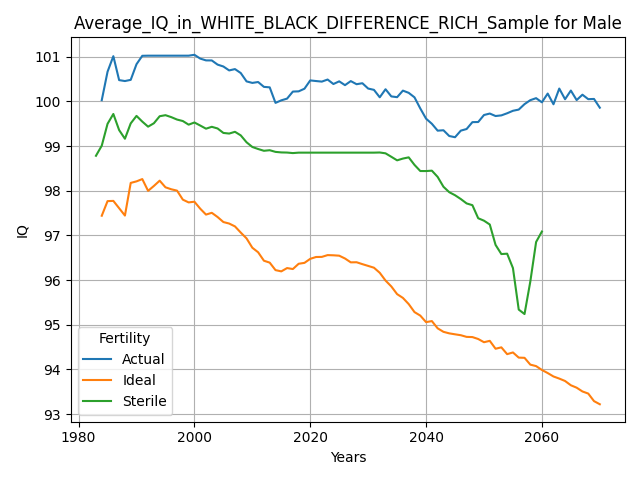 Average_IQ_in_WHITE_BLACK_DIFFERENCE_RICH_Sample for Male
101
100
99
98
97
96
95
94
93
IQ
Fertility
Actual
Ideal
Sterile
1980
2000
2020
2040
2060
Years